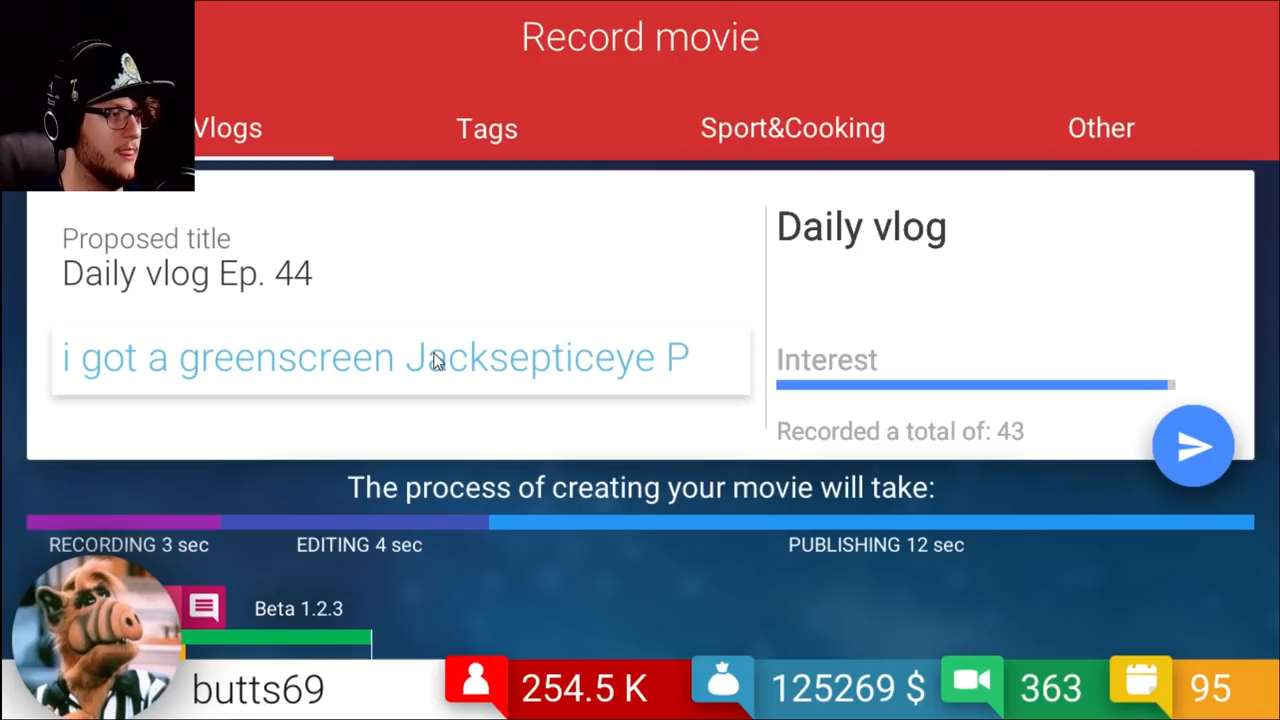 Record movie
Vlogs
Tags
Sport&Cooking
Other
Proposed title
Daily vlog Ep. 44
i got a greenscreen Jacksepticeye P
Daily vlog
Interest
Recorded a total of: 43
The process of creating your movie will take:
RECORDING 3 sec
EDITING 4 sec
PUBLISHING 12 sec
Beta 1.2.3
butts69
254.5 K
125269 $
363
95